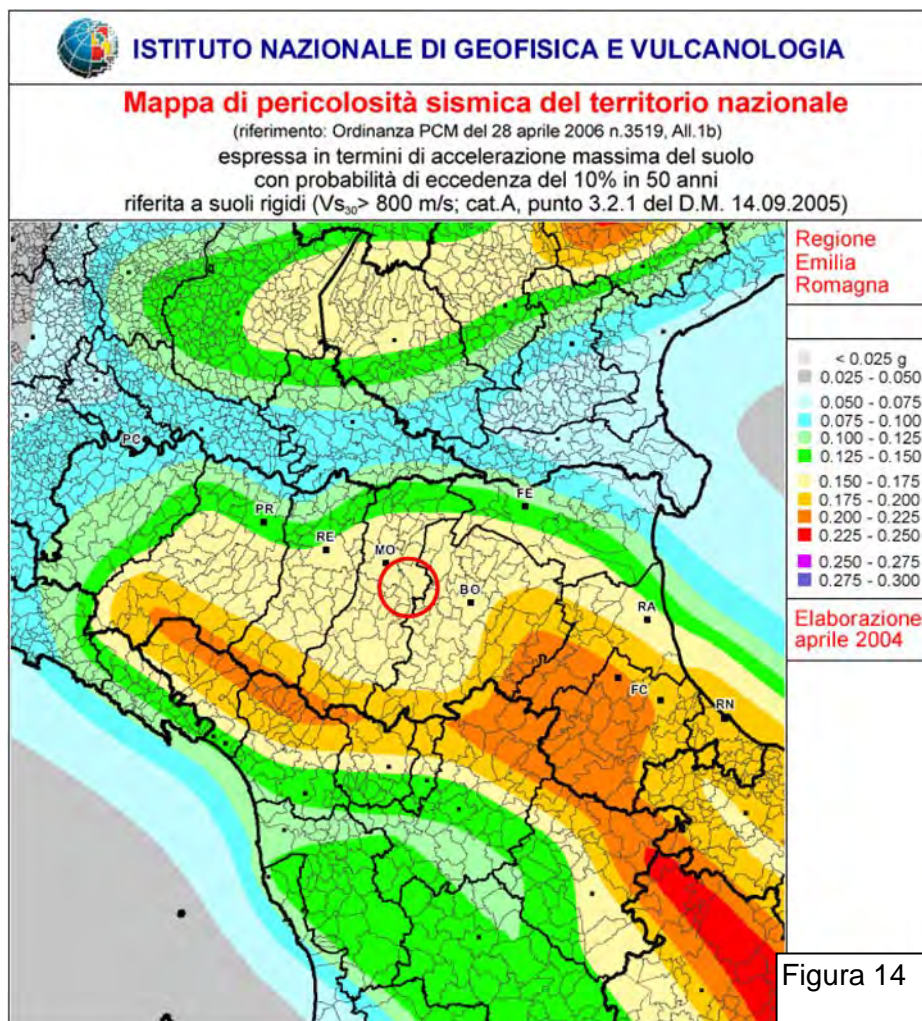 ISTITUTO NAZIONALE DI GEOFISICA E VULCANOLOGIA
Mappa di pericolosità sismica del territorio nazionale
(riferimento: Ordinanza PCM del 28 aprile 2006 n.3519, All.1b)
espressa in termini di accelerazione massima del suolo
con probabilità di eccedenza del 10% in 50 anni
riferita a suoli rigidi (Vs30> 800 m/s; cat.A, punto 3.2.1 del D.M. 14.09.2005)
Regione
Emilia
Romagna
< 0.025 g
0.025 - 0.050
0.050 - 0.075
0.075 - 0.100
0.100 - 0.125
0.125 - 0.150
0.150 - 0.175
0.175 - 0.200
0.200 - 0.225
0.225 - 0.250
0.250 - 0.275
0.275 - 0.300
Elaborazione
aprile 2004
PC
PR
RE
MO
FE
BO
RA
FC
RN
Figura 14